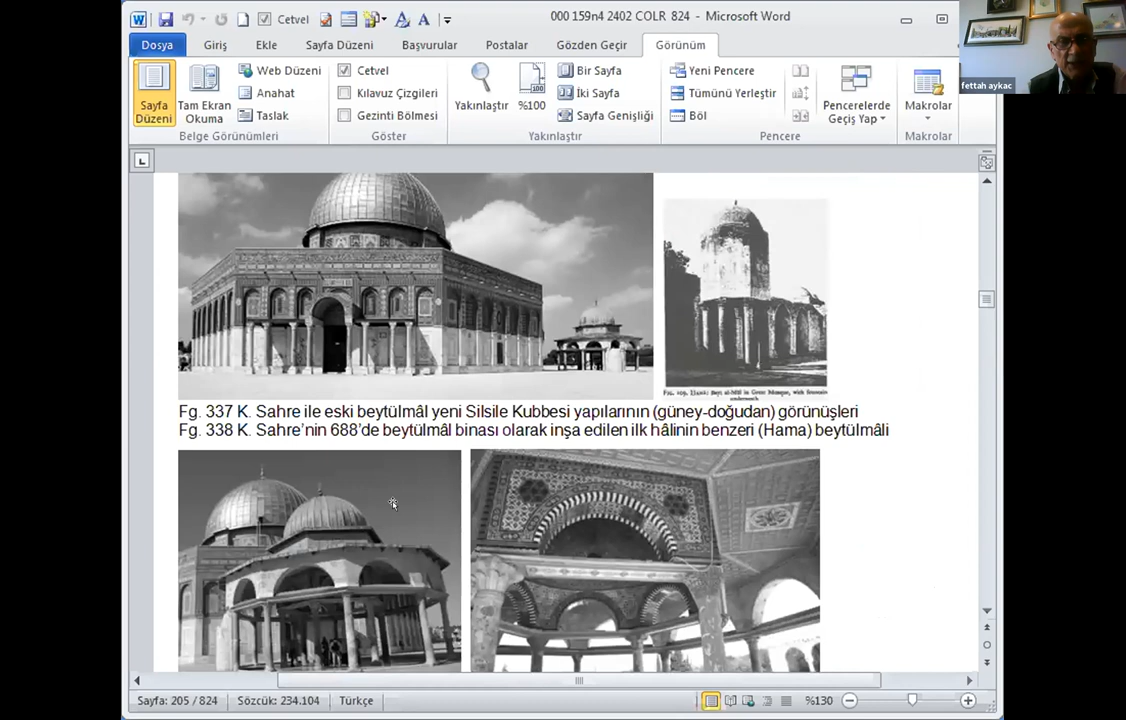 Cetvel
000 159n4 2402 COLR 824 - Microsoft Word
Dosya Giriş Ekle Sayfa Düzeni Başvurular Postalar Gözden Geçir Görünüm
fettah aykac
Sayfa Düzeni
Tam Ekran Okuma
Web Düzeni
Anahat
Taslak
Belge Görünümleri
Cetvel
Kılavuz Çizgileri
Gezinti Bölmesi
Göster
Yakınlaştır
%100
Bir Sayfa
İki Sayfa
Sayfa Genişliği
Yakınlaştır
Yeni Pencere
Tümünü Yerleştir
Böl
Pencerelerde Geçiş Yap
Pencere
Makrolar
Makrolar
Fg. 337 K. Sahre ile eski beytülmâl yeni Silsile Kubbesi yapılarının (güney-doğudan) görünüşleri
Fg. 338 K. Sahre'nin 688'de beytülmâl binası olarak inşa edilen ilk hâlinin benzeri (Hama) beytülmâli
Sayfa: 205 / 824 Sözcük: 234.104 Türkçe %130